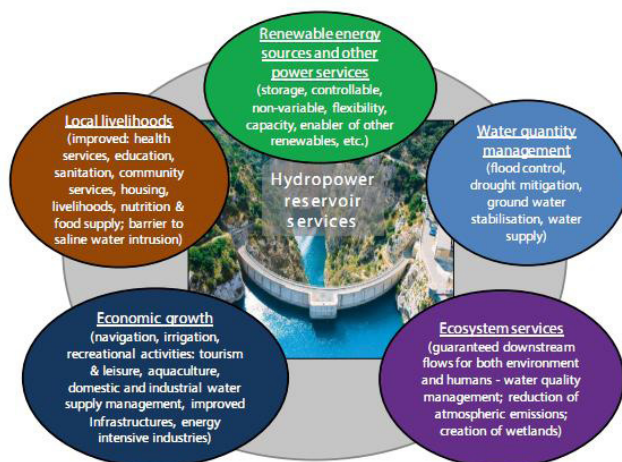 Renewable energy
sources and other
power services
(storage, controllable,
non-variable, flexibility,
capacity, enabler of other
renewables, etc.)
Local livelihoods
(improved: health
services, education,
sanitation, community
services, housing,
livelihoods, nutrition &
food supply; barrier to
saline water intrusion)
Hydropower
reservoir
services
Water quantity
management
(flood control,
drought mitigation,
ground water
stabilisation, water
supply)
Economic growth
(navigation, irrigation,
recreational activities: tourism
& leisure, aquaculture,
domestic and industrial water
supply management, improved
Infrastructures, energy
intensive industries)
Ecosystem services
(guaranteed downstream
flows for both environment
and humans - water quality
management; reduction of
atmospheric emissions;
creation of wetlands)